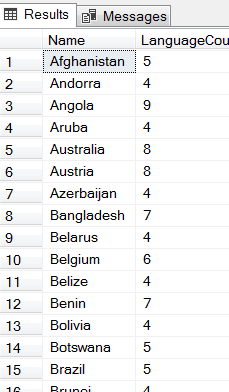 Results Messages
Name LanguageCou
1 Afghanistan 5
2 Andorra 4
3 Angola 9
4 Aruba 4
5 Australia 8
6 Austria 8
7 Azerbaijan 4
8 Bangladesh 7
9 Belarus 4
10 Belgium 6
11 Belize 4
12 Benin 7
13 Bolivia 4
14 Botswana 5
15 Brazil 5
16 Brunei 4